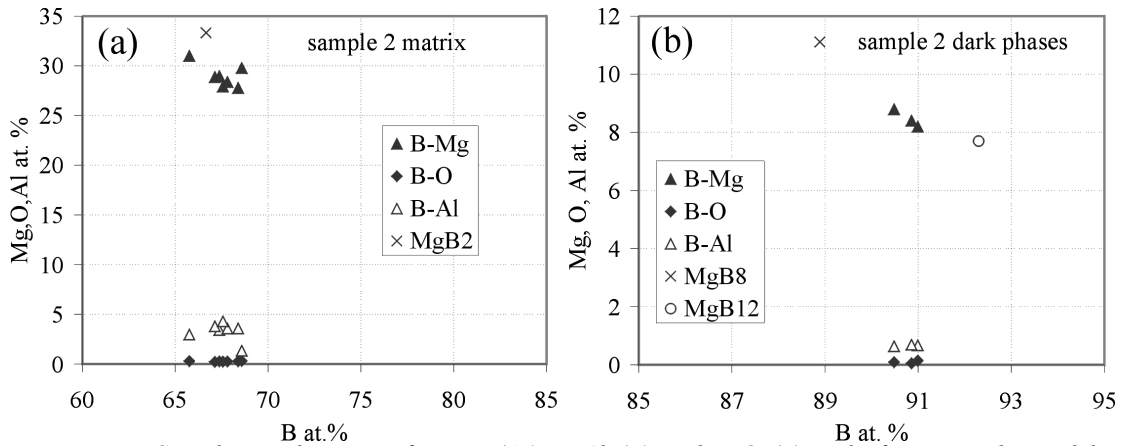 (a)
sample 2 matrix
Mg,O,Al at. %
35
30
25
20
15
10
5
0
B-Mg
B-O
B-Al
MgB2
60
65
70
75
80
85
B at.%
(b)
sample 2 dark phases
Mg, O, Al at. %
12
10
8
6
4
2
0
B-Mg
B-O
B-Al
MgB8
MgB12
85
87
89
91
93
95
B at. %